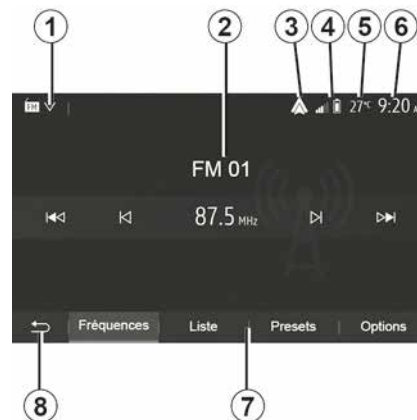 1 2 3 4 5 6
FM 27°C 9:20
FM 01
87.5 MHz
Fréquences Liste Presets Options
8 7